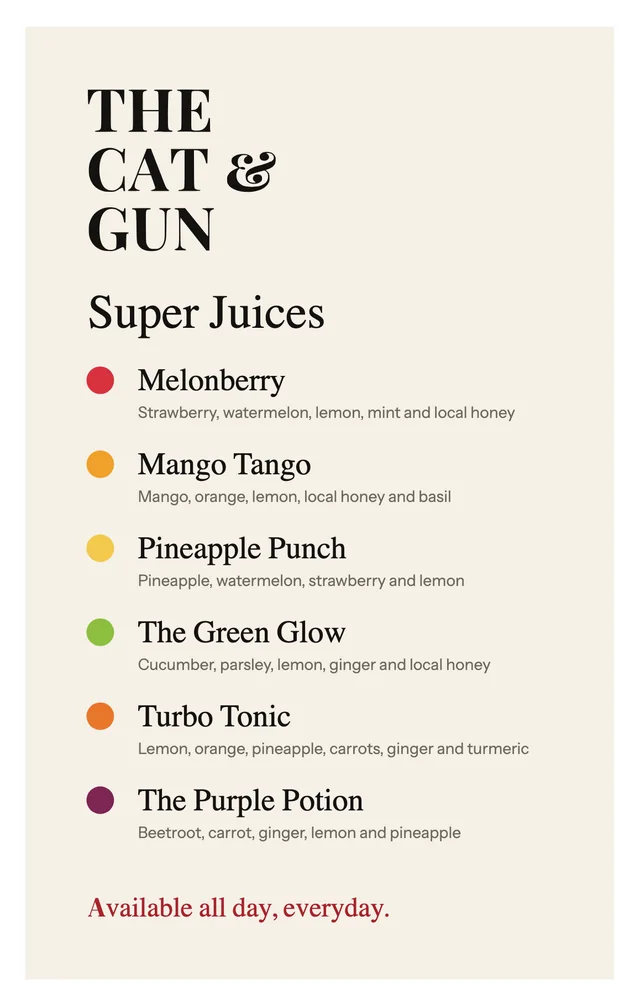 THE
CAT &
GUN
Super Juices
Melonberry
Strawberry, watermelon, lemon, mint and local honey
Mango Tango
Mango, orange, lemon, local honey and basil
Pineapple Punch
Pineapple, watermelon, strawberry and lemon
The Green Glow
Cucumber, parsley, lemon, ginger and local honey
Turbo Tonic
Lemon, orange, pineapple, carrots, ginger and turmeric
The Purple Potion
Beetroot, carrot, ginger, lemon and pineapple
Available all day, everyday.